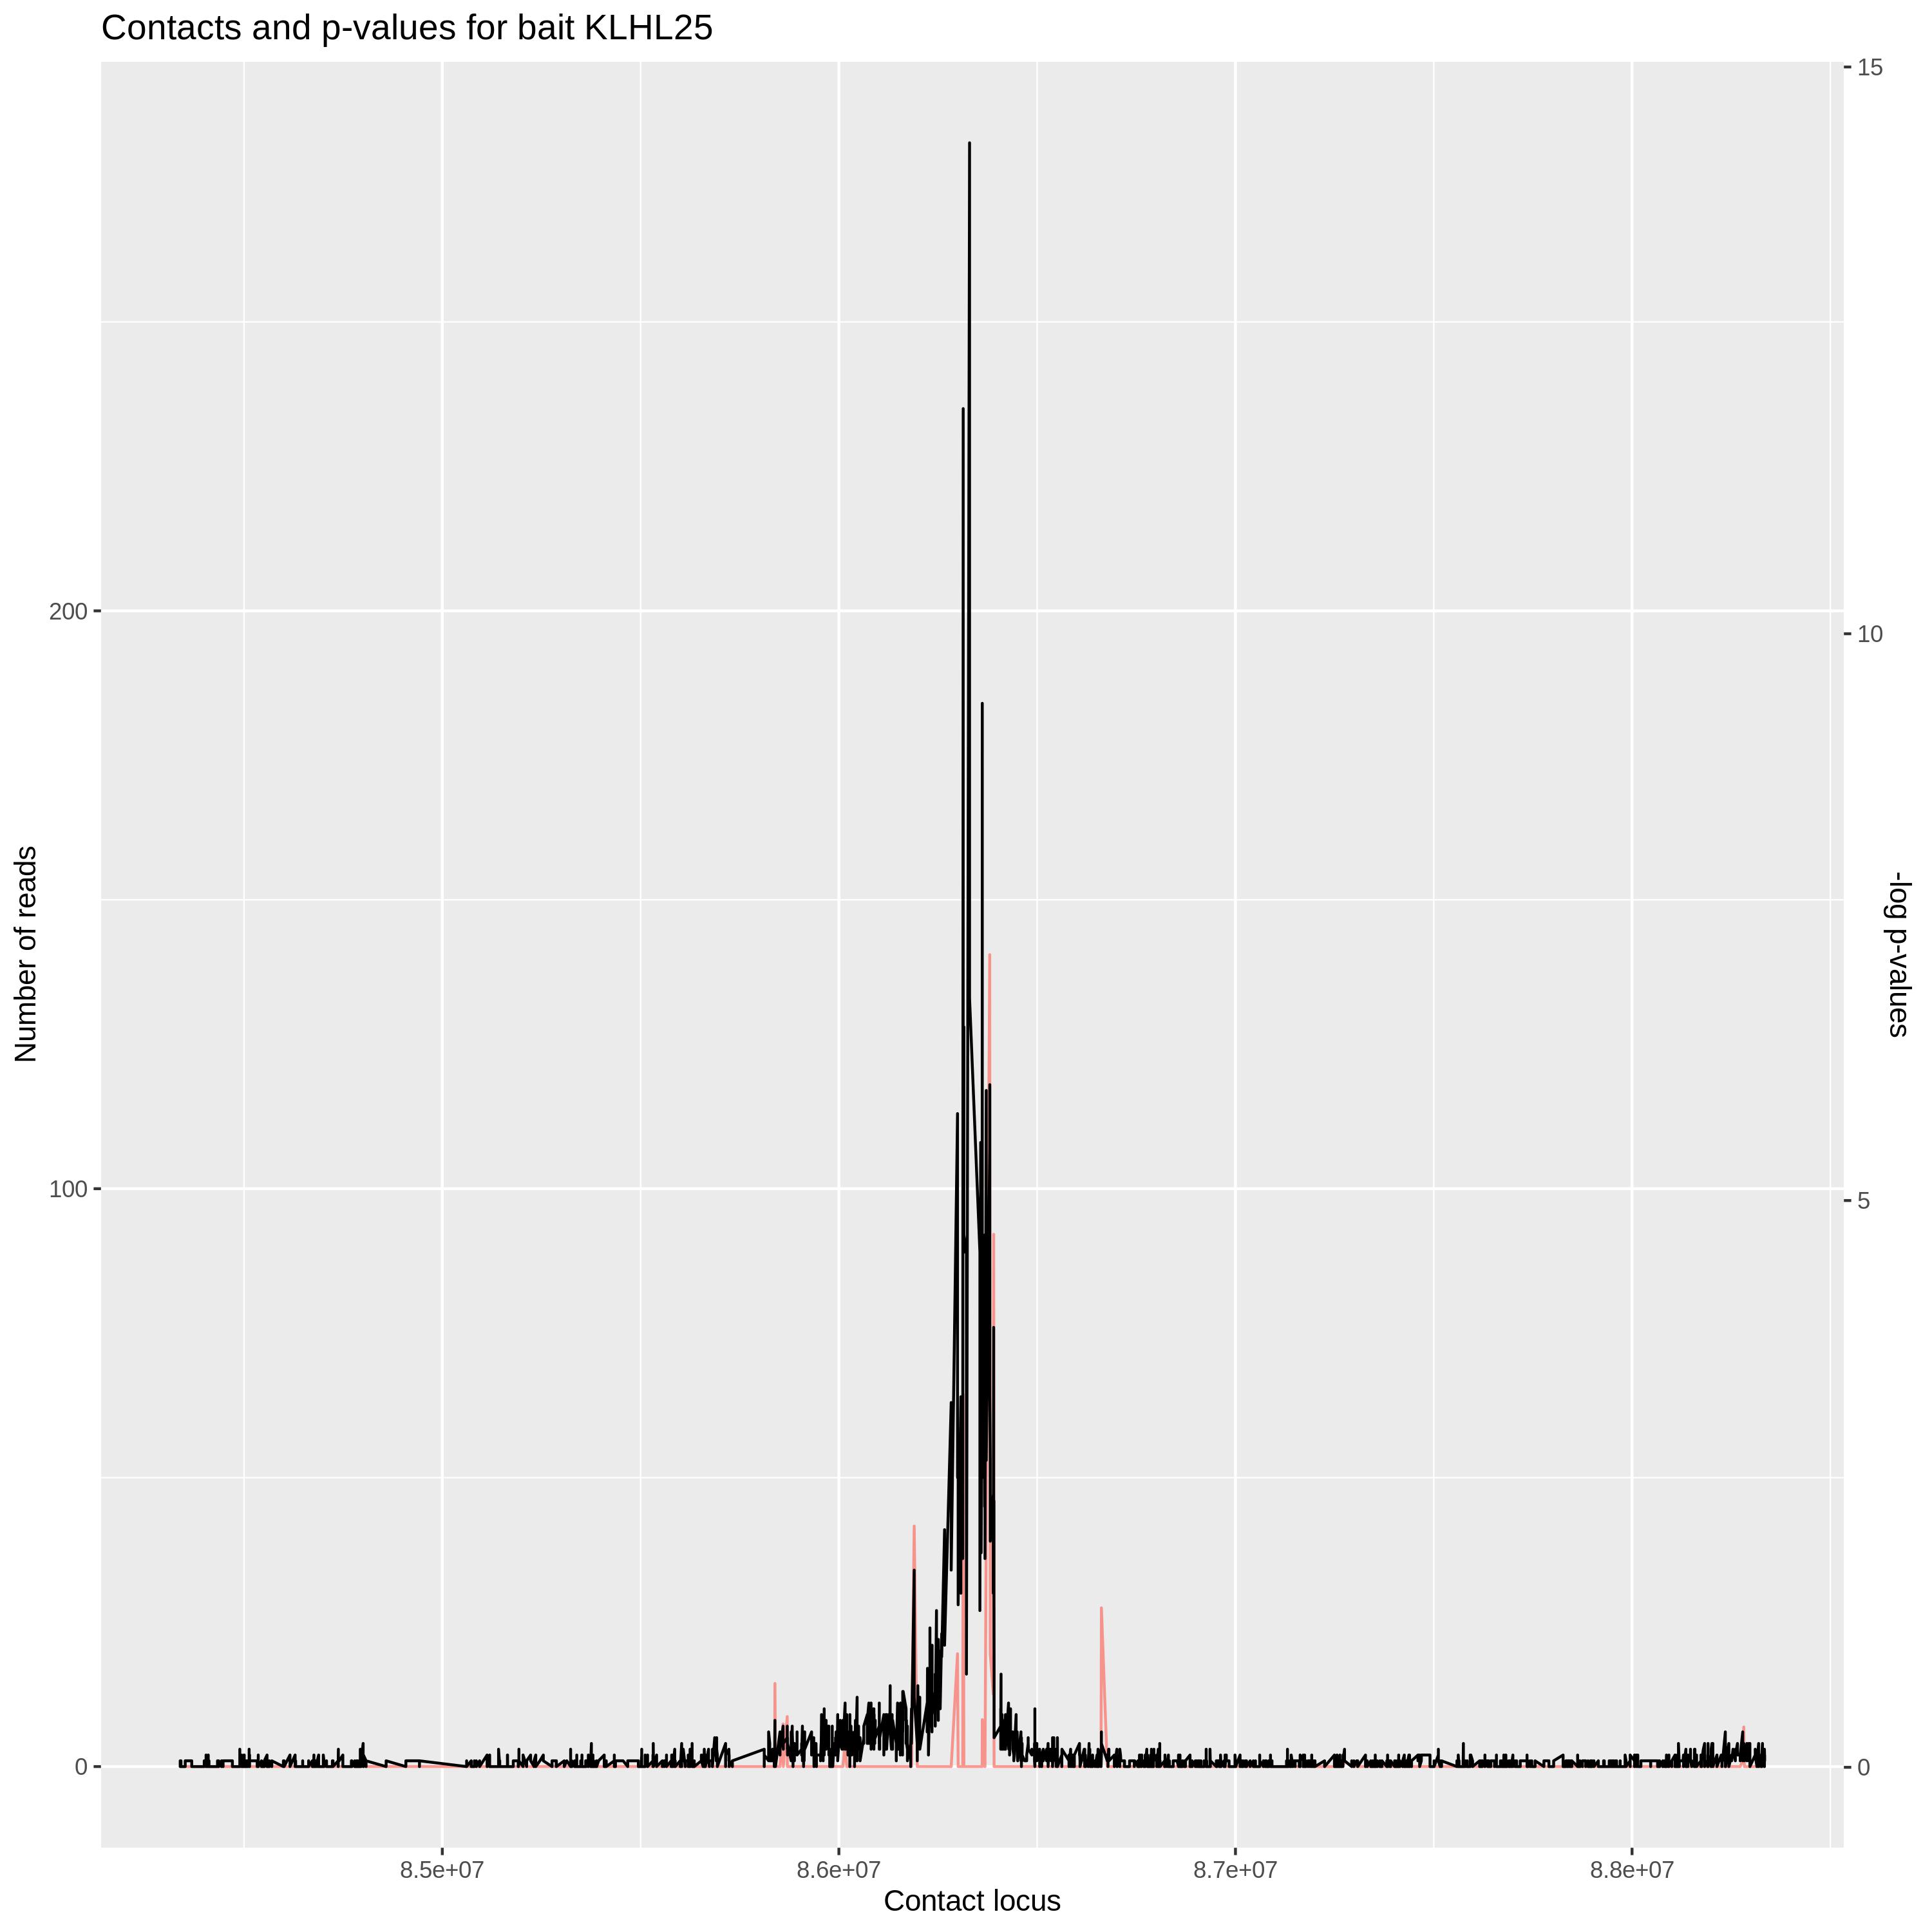 Contacts and p-values for bait KLHL25
15
200
10
Number of reads
-log p-values
100
5
0
0
8.5e+07
8.6e+07
8.7e+07
8.8e+07
Contact locus